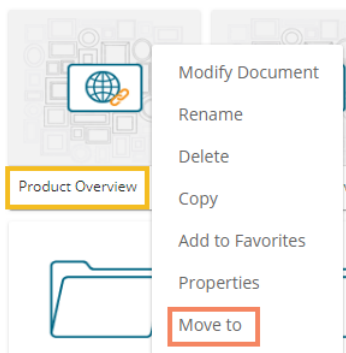 Modify Document
Rename
Delete
Product Overview
Copy
Add to Favorites
Properties
Move to